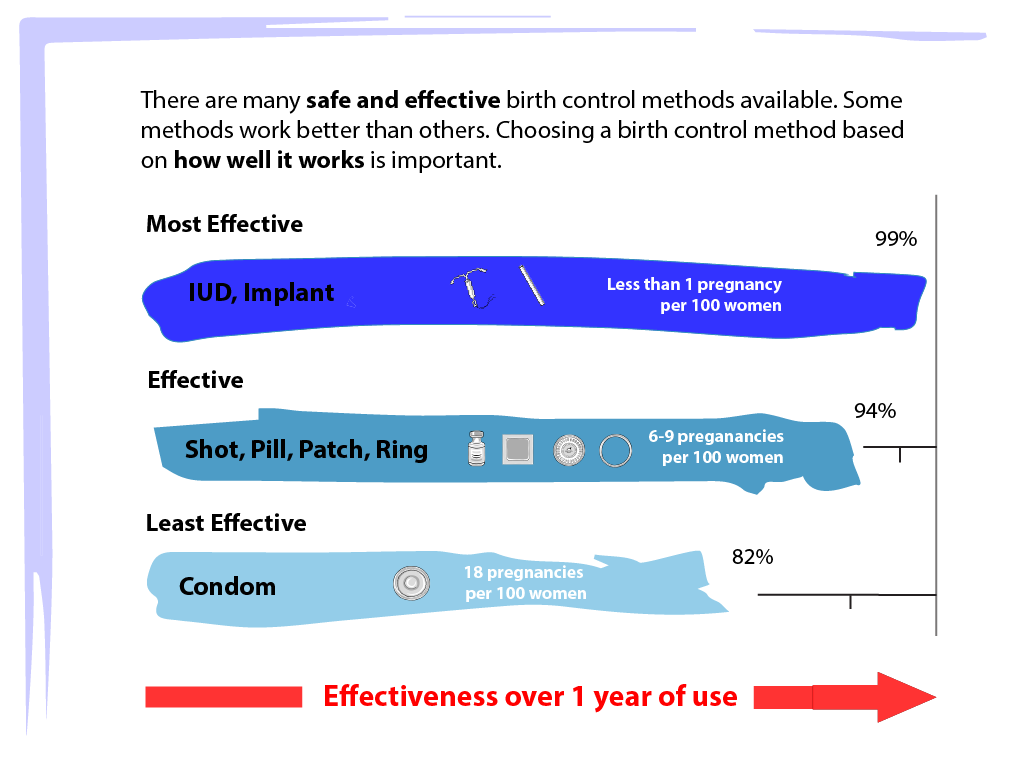 There are many safe and effective birth control methods available. Some
methods work better than others. Choosing a birth control method based
on how well it works is important.
Most Effective
99%
IUD, Implant
Less than 1 pregnancy
per 100 women
Effective
94%
Shot, Pill, Patch, Ring
6-9 preganancies
per 100 women
Least Effective
82%
Condom
18 pregnancies
per 100 women
Effectiveness over 1 year of use